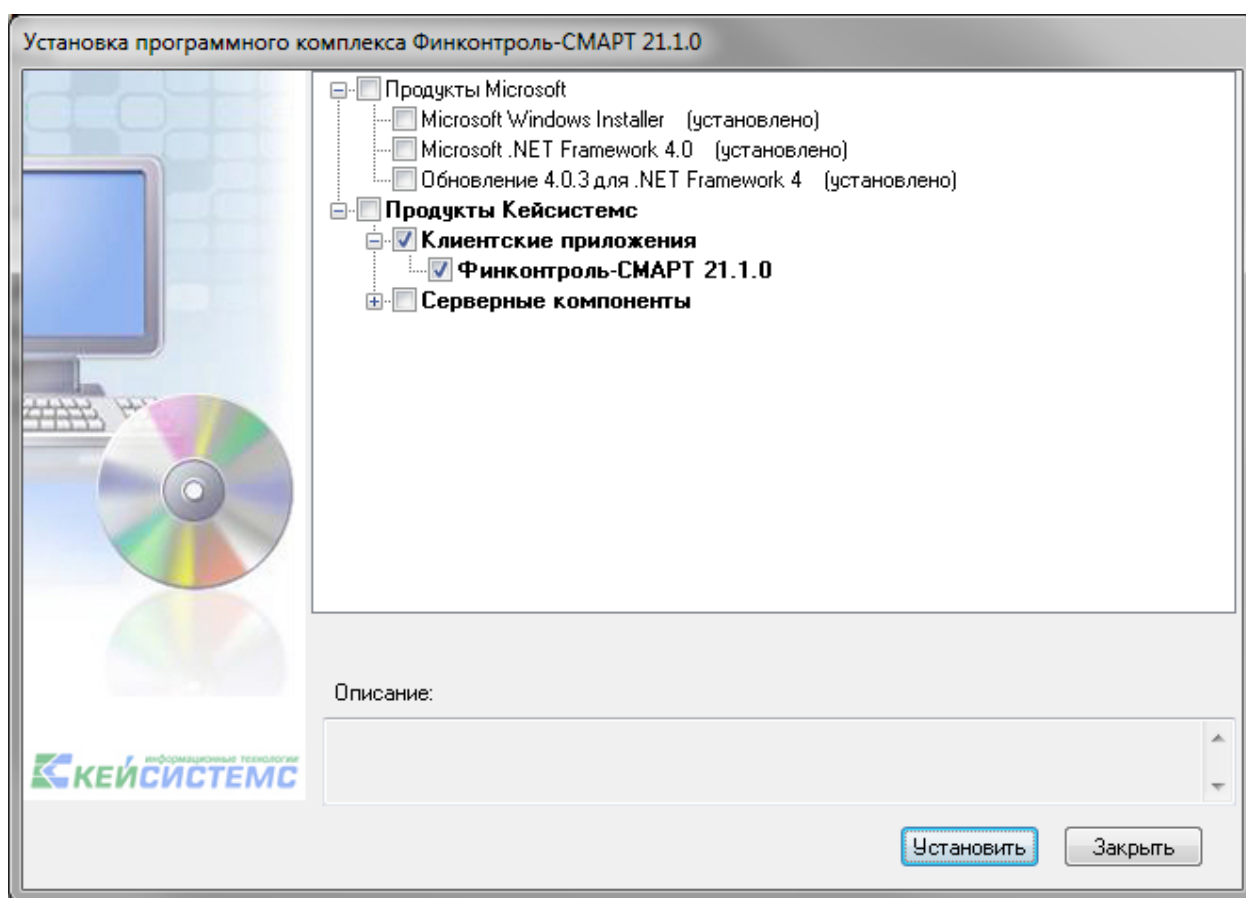 Установка программного комплекса Финконтроль-СМАРТ 21.1.0
Продукты Microsoft
Microsoft Windows Installer (установлено)
Microsoft .NET Framework 4.0 (установлено)
Обновление 4.0.3 для .NET Framework 4 (установлено)
Продукты Кейсистемс
Клиентские приложения
Финконтроль-СМАРТ 21.1.0
Серверные компоненты
Описание:
информационные технологии
КЕЙСИСТЕМС
Установить
Закрыть